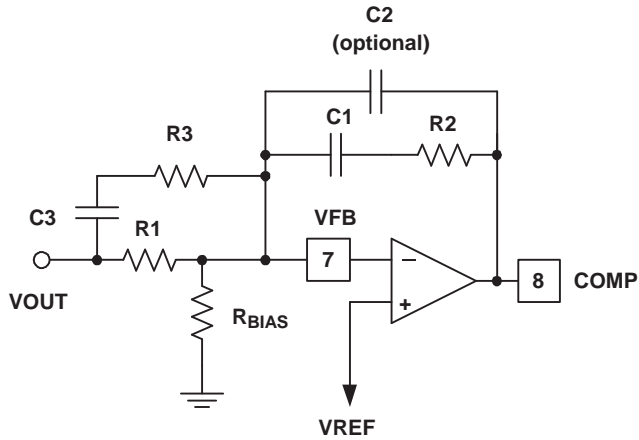 C2
(optional)
C1
R2
R3
C3
R1
VFB
7
8
COMP
VOUT
RBIAS
VREF